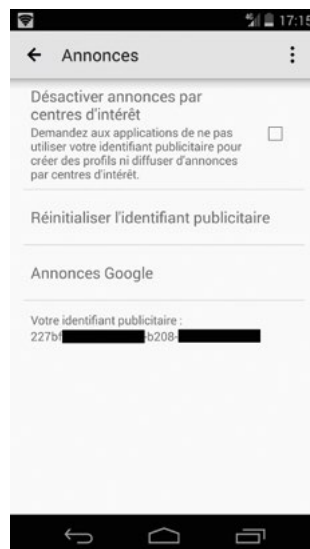 17:15
Annonces
Désactiver annonces par
centres d'intérêt
Demandez aux applications de ne pas
utiliser votre identifiant publicitaire pour
créer des profils ni diffuser d'annonces
par centres d'intérêt.
Réinitialiser l'identifiant publicitaire
Annonces Google
Votre identifiant publicitaire :
227bf -b208-